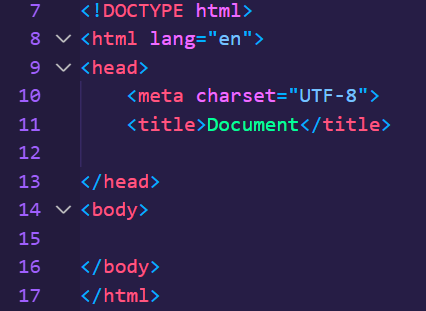 7 <!DOCTYPE html>
8 <html lang="en">
9 <head>
10 <meta charset="UTF-8">
11 <title>Document</title>
12
13 </head>
14 <body>
15
16 </body>
17 </html>